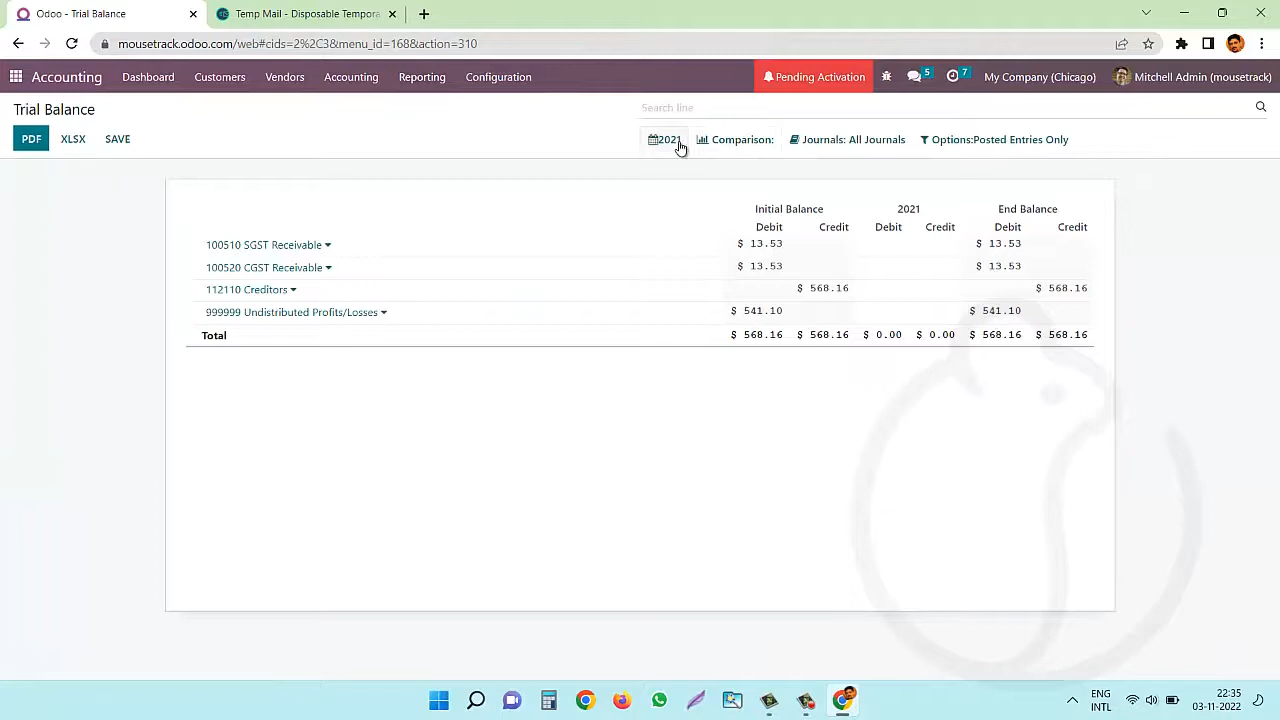 Odoo - Trial Balance
Temp Mail - Disposable Tempora
mousetrack.odoo.com/web#cids=2%2C3&menu_id=168&action=310
Accounting Dashboard Customers Vendors Accounting Reporting Configuration Pending Activation 5 7 My Company (Chicago) Mitchell Admin (mousetrack)
Trial Balance Search line
PDF XLSX SAVE 2021 Comparison: Journals: All Journals Options:Posted Entries Only
Initial Balance 2021 End Balance
Debit Credit Debit Credit Debit Credit
100510 SGST Receivable $ 13.53 $ 13.53
100520 CGST Receivable $ 13.53 $ 13.53
112110 Creditors $ 568.16 $ 568.16
999999 Undistributed Profits/Losses $ 541.10 $ 541.10
Total $ 568.16 $ 568.16 $ 0.00 $ 0.00 $ 568.16 $ 568.16
ENG
INTL
22:35
03-11-2022